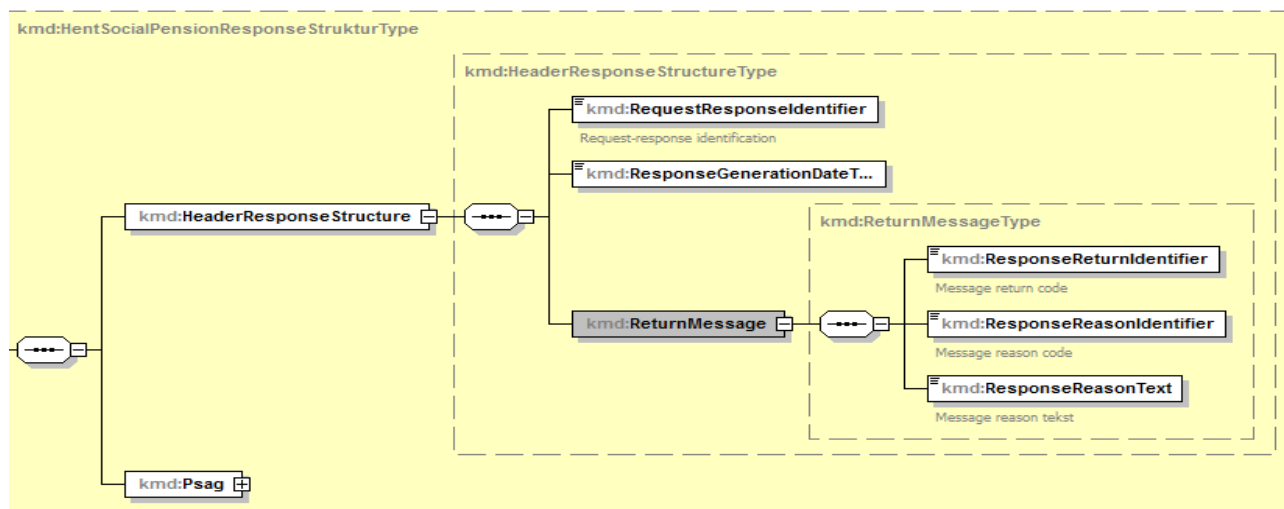 kmd:HentSocialPensionResponseStrukturType
kmd:HeaderResponseStructureType
kmd:RequestResponseIdentifier
Request-response identification
kmd:ResponseGenerationDateT...
kmd:HeaderResponseStructure
kmd:ReturnMessageType
kmd:ResponseReturnIdentifier
Message return code
kmd:ReturnMessage
kmd:ResponseReasonIdentifier
Message reason code
kmd:ResponseReasonText
Message reason tekst
kmd:Psag